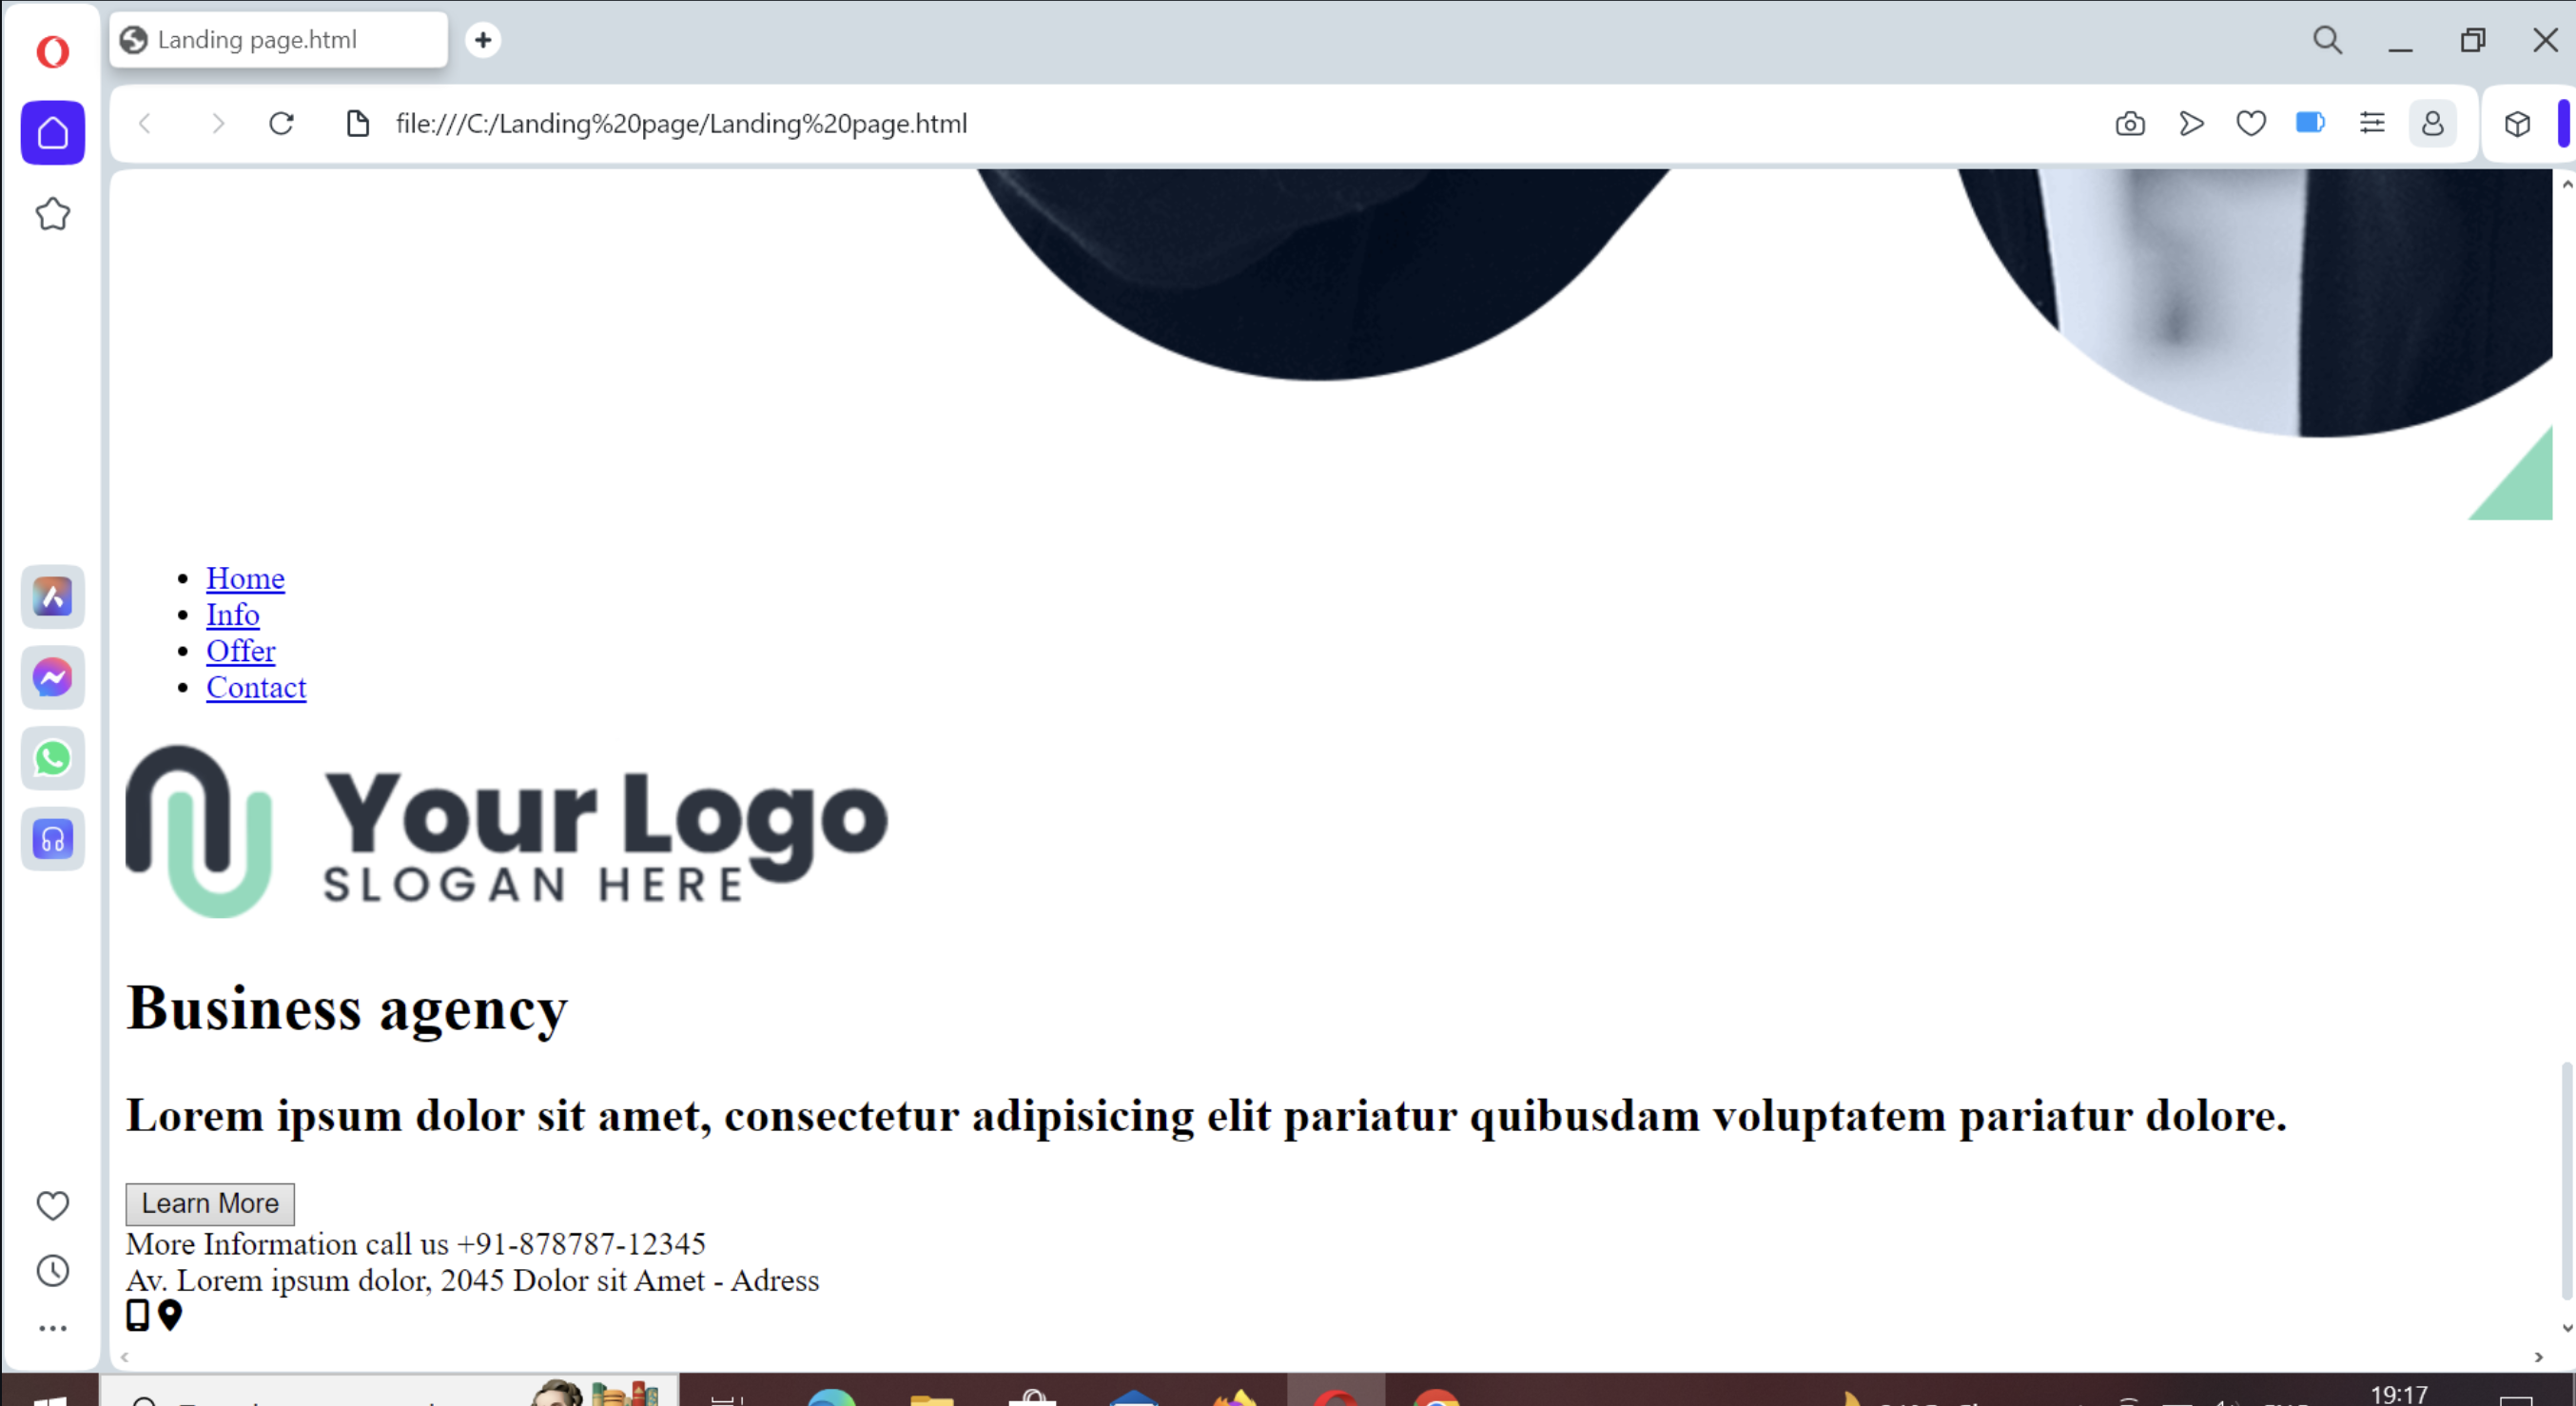 Landing page.html
file:///C:/Landing%20page/Landing%20page.html
Home
Info
Offer
Contact
Your Logo
SLOGAN HERE
Business agency
Lorem ipsum dolor sit amet, consectetur adipisicing elit pariatur quibusdam voluptatem pariatur dolore.
Learn More
More Information call us +91-878787-12345
Av. Lorem ipsum dolor, 2045 Dolor sit Amet - Adress
19:17